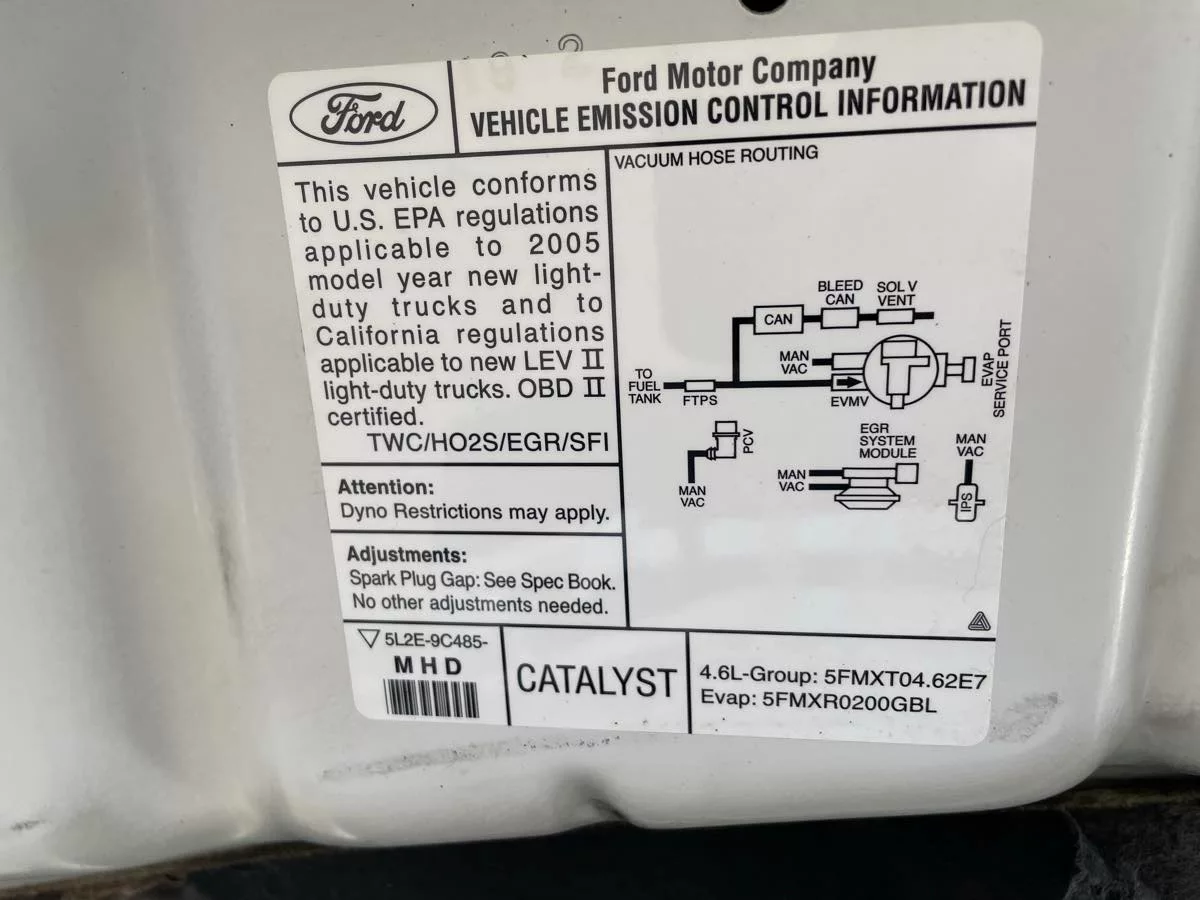 Ford
Ford Motor Company
VEHICLE EMISSION CONTROL INFORMATION
This vehicle conforms
to U.S. EPA regulations
applicable to 2005
model year new light-
duty trucks and to
California regulations
applicable to new LEV II
light-duty trucks. OBD II
certified.
TWC/HO2S/EGR/SFI
Attention:
Dyno Restrictions may apply.
Adjustments:
Spark Plug Gap: See Spec Book.
No other adjustments needed.
VACUUM HOSE ROUTING
BLEED
CAN
SOL V
VENT
CAN
MAN
VAC
TO
FUEL
TANK
FTPS
EVMV
EVAP
SERVICE PORT
PCV
MAN
VAC
EGR
SYSTEM
MODULE
MAN
VAC
MAN
VAC
IPS
5L2E-9C485-
MHD
CATALYST
4.6L-Group: 5FMXT04.62E7
Evap: 5FMXR0200GBL